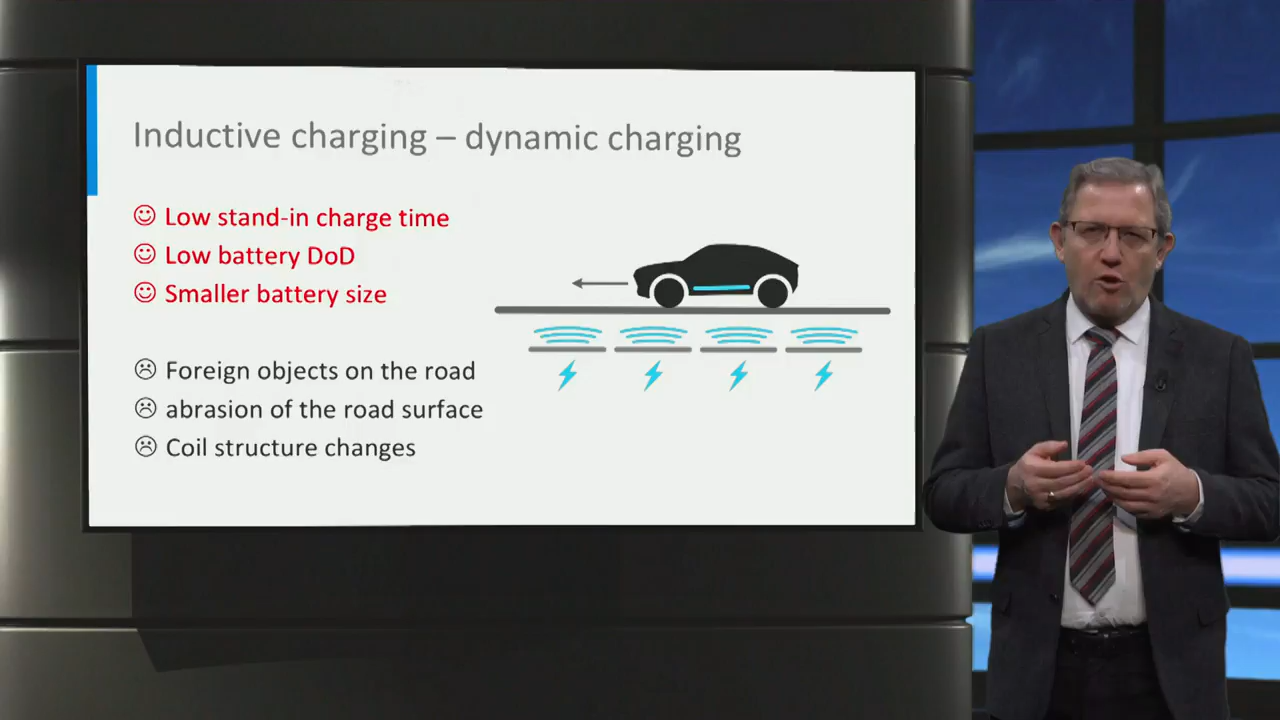 Inductive charging – dynamic charging
Low stand-in charge time
Low battery DoD
Smaller battery size
Foreign objects on the road
abrasion of the road surface
Coil structure changes